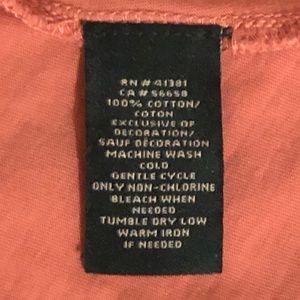 RN # 41381
CA # 56658
100% COTTON/
COTON
EXCLUSIVE OF
DECORATION/
SAUF DÉCORATION
MACHINE WASH
COLD
GENTLE CYCLE
ONLY NON-CHLORINE
BLEACH WHEN
NEEDED
TUMBLE DRY LOW
WARM IRON
IF NEEDED